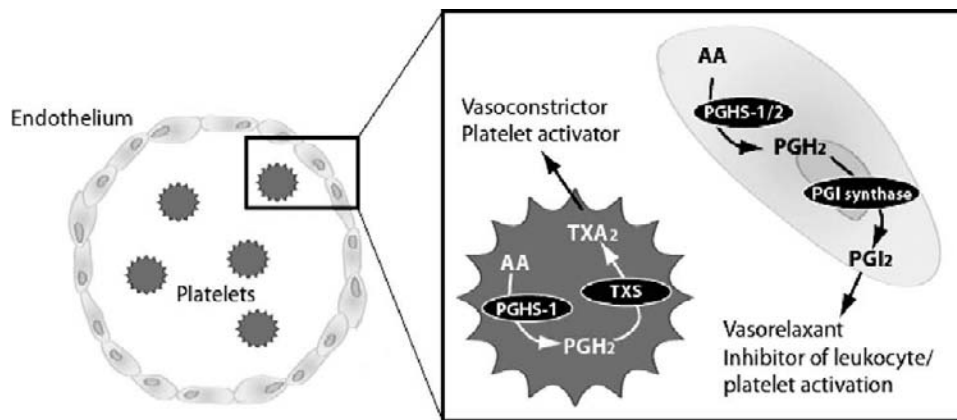 Endothelium
Platelets
Vasoconstrictor
Platelet activator
TXA2
AA
PGHS-1
TXS
PGH2
AA
PGHS-1/2
PGH2
PGI synthase
PGI2
Vasorelaxant
Inhibitor of leukocyte/
platelet activation